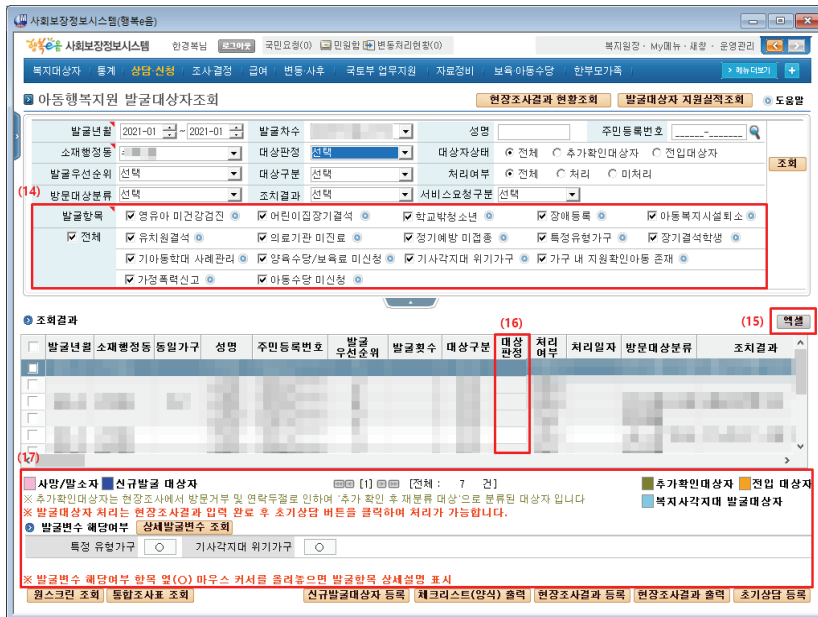 사회보장정보시스템(행복e음)
행복e음 사회보장정보시스템 한경복님 로그아웃 국민요청(0) 민원함 변동처리현황(0) 복지원장 · My메뉴 · 새창 · 운영관리
복지대상자 통계 상담·신청 조사·결정 급여 변동·사후 국토부 업무지원 자료정비 보육·아동수당 한부모가족 > 메뉴더보기 +
아동행복지원 발굴대상자조회 현장조사결과 현황조회 발굴대상자 지원실적조회 도움말
발굴년월 2021-01 ~ 2021-01 발굴차수 성명 주민등록번호 ______-_______
소재행정동 대상판정 선택 대상자상태 전체 추가확인대상자 전입대상자 조회
발굴우선순위 선택 대상구분 선택 처리여부 전체 처리 미처리
(14) 방문대상분류 선택 조치결과 선택 서비스요청구분 선택
발굴항목 영유아 미건강검진 어린이집장기결석 학교밖청소년 장애등록 아동복지시설퇴소
전체 유치원결석 의료기관 미진료 정기예방 미접종 특정유형가구 장기결석학생
기아동학대 사례관리 양육수당/보육료 미신청 기사각지대 위기가구 가구 내 지원확인아동 존재
가정폭력신고 아동수당 미신청
조회결과 (16) (15) 엑셀
발굴년월 소재행정동 동일가구 성명 주민등록번호 발굴우선순위 발굴횟수 대상구분 대상판정 처리여부 처리일자 방문대상분류 조치결과
(17)
사망/말소자 신규발굴 대상자 [1] [전체 : 7 건] 추가확인대상자 전입 대상자
※ 추가확인대상자는 현장조사에서 방문거부 및 연락두절로 인하여 '추가 확인 후 재분류 대상'으로 분류된 대상자 입니다 복지사각지대 발굴대상자
※ 발굴대상자 처리는 현장조사결과 입력 완료 후 초기상담 버튼을 클릭하여 처리가 가능합니다.
발굴변수 해당여부 상세발굴변수 조회
특정 유형가구 ○ 기사각지대 위기가구 ○
※ 발굴변수 해당여부 항목 옆(○) 마우스 커서를 올려놓으면 발굴항목 상세설명 표시
원스크린 조회 통합조사표 조회 신규발굴대상자 등록 체크리스트(양식) 출력 현장조사결과 등록 현장조사결과 출력 초기상담 등록